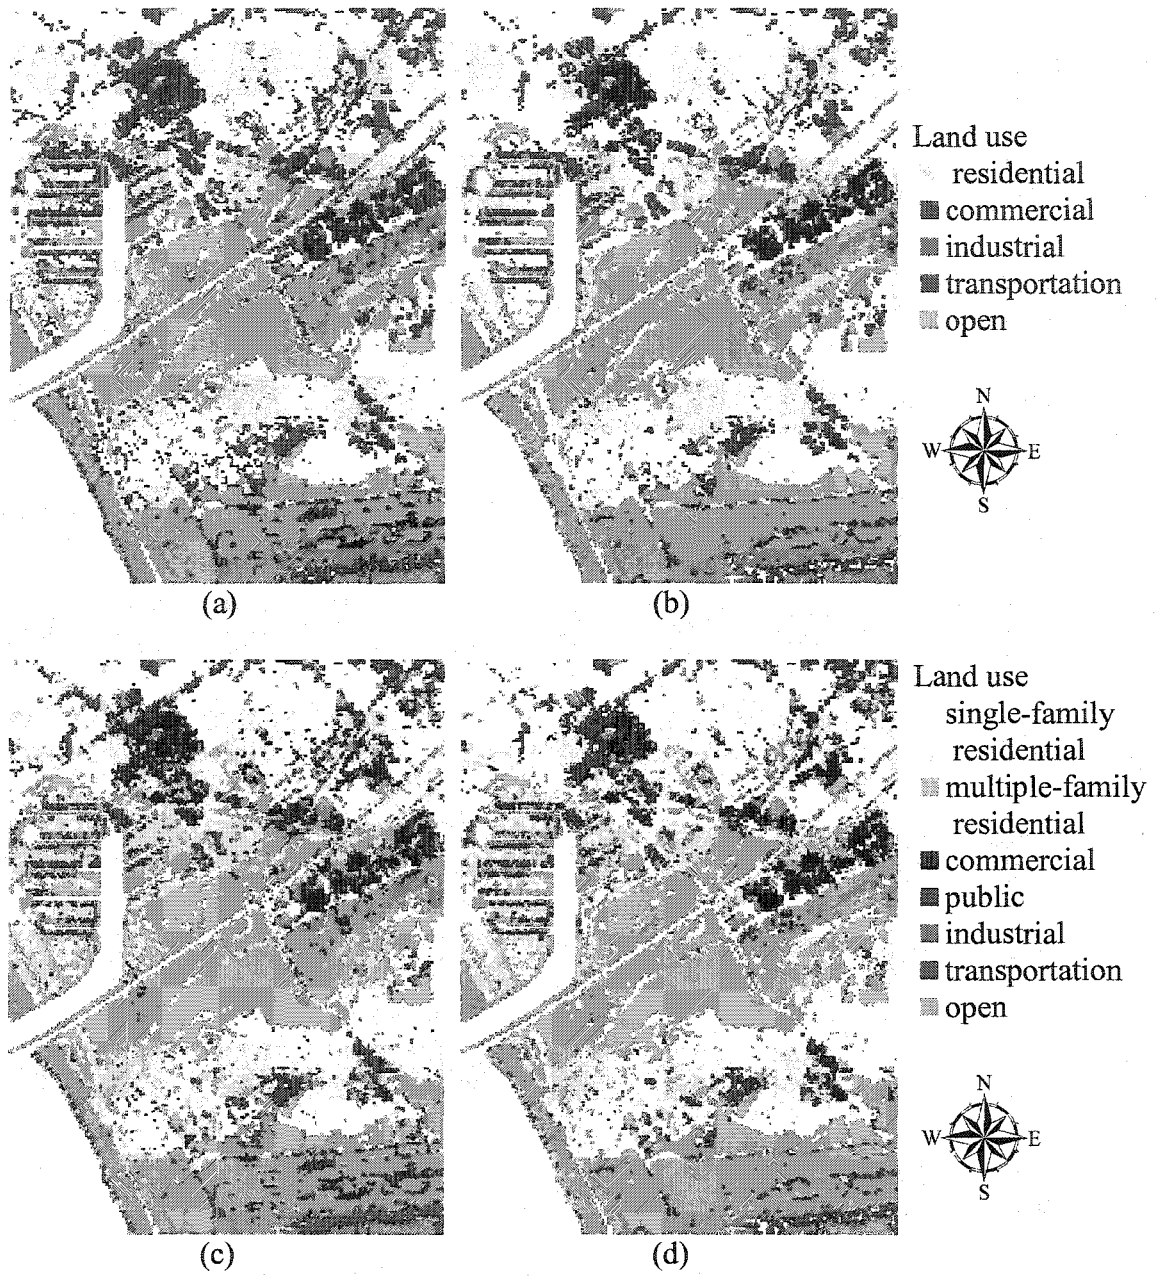 Land use
residential
commercial
industrial
transportation
open
N
W E
S
(a) (b)
Land use
single-family
residential
multiple-family
residential
commercial
public
industrial
transportation
open
N
W E
S
(c) (d)